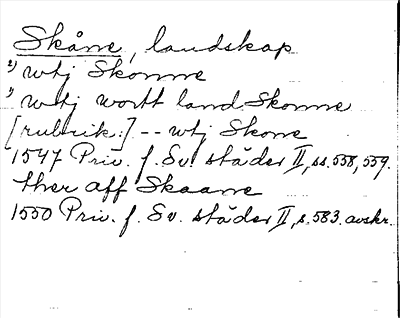 Skåne, landskap
2) wtj Skonne
1) wtj wortt land Skonne
[rubrik:] -- wtj Skone
1547 Priv. f. Sv. städer II, ss. 558, 559.
ther aff Skaane
1550 Priv. f. Sv. städer II, s. 583. avskr.